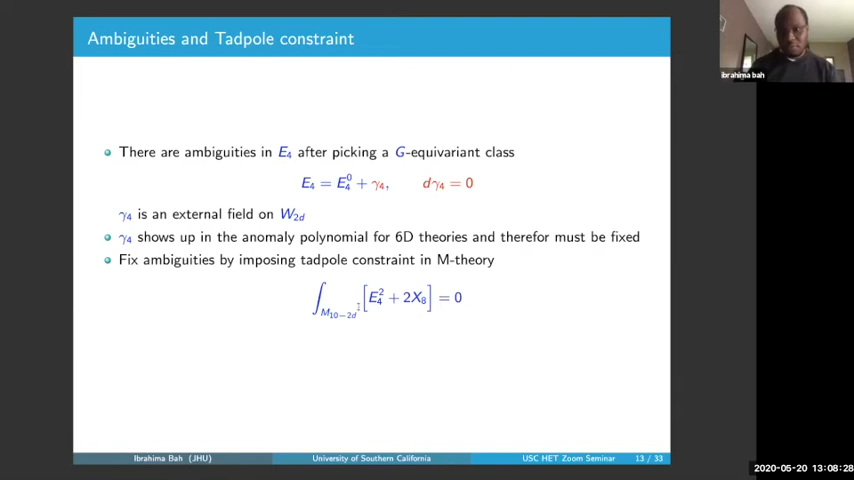 Ambiguities and Tadpole constraint
ibrahima bah
There are ambiguities in E₄ after picking a G-equivariant class
E₄ = E₄⁰ + γ₄,   dγ₄ = 0
γ₄ is an external field on W₂d
γ₄ shows up in the anomaly polynomial for 6D theories and therefor must be fixed
Fix ambiguities by imposing tadpole constraint in M-theory
∫_{M_{10−2d}} [E₄² + 2X₈] = 0
Ibrahima Bah (JHU) University of Southern California USC HET Zoom Seminar 13 / 33
2020-05-20 13:08:28